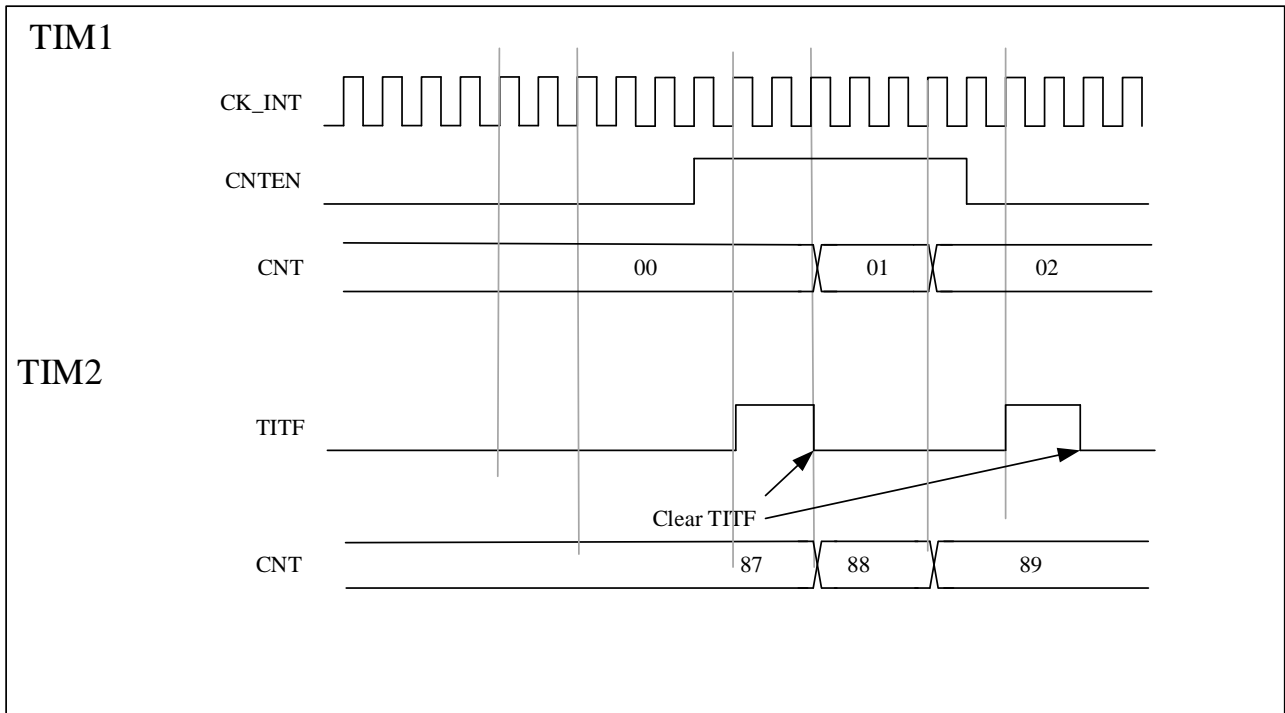 TIM1
CK_INT
CNTEN
CNT
00
01
02
TIM2
TITF
Clear TITF
CNT
87
88
89